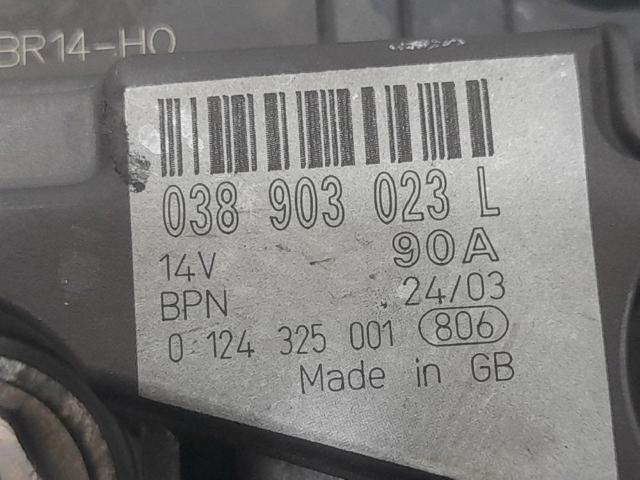 BR14-HO
038 903 023 L
90A
14V
24/03
BPN
0 124 325 001 806
Made in GB